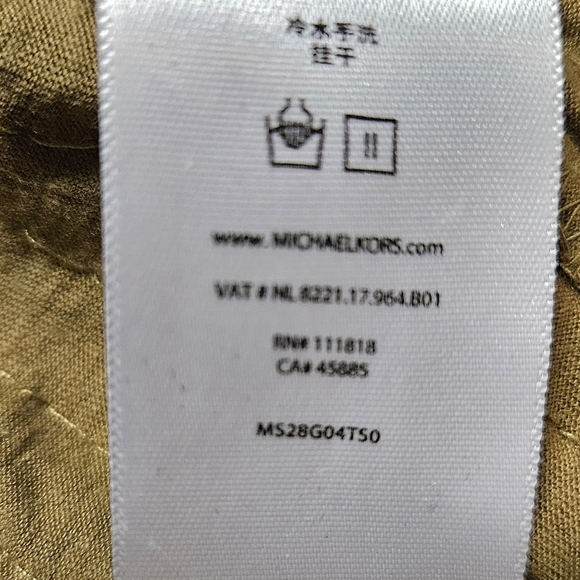 冷水手洗
挂干
www.MICHAELKORS.com
VAT # NL 8221.17.964.B01
RN# 111818
CA# 45885
MS28G04TS0